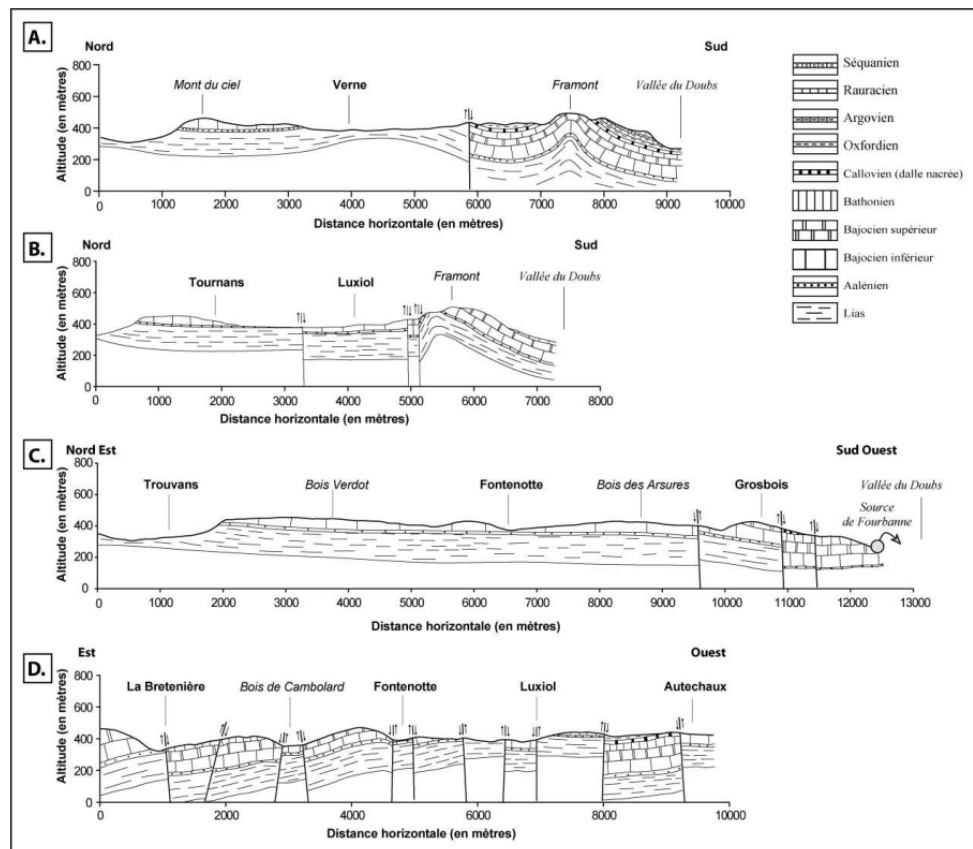 A.
Nord
Sud
Altitude (en mètres)
800
600
400
200
0
Mont du ciel
Verne
Framont
Vallée du Doubs
0 1000 2000 3000 4000 5000 6000 7000 8000 9000 10000
Distance horizontale (en mètres)
Séquanien
Rauracien
Argovien
Oxfordien
Callovien (dalle nacrée)
Bathonien
Bajocien supérieur
Bajocien inférieur
Aalénien
Lias
B.
Nord
Sud
Altitude (en mètres)
800
600
400
200
0
Tournans
Luxiol
Framont
Vallée du Doubs
0 1000 2000 3000 4000 5000 6000 7000 8000
Distance horizontale (en mètres)
C.
Nord Est
Sud Ouest
Altitude (en mètres)
800
600
400
200
0
Trouvans
Bois Verdot
Fontenotte
Bois des Arsures
Grosbois
Vallée du Doubs
Source
de Fourbanne
0 1000 2000 3000 4000 5000 6000 7000 8000 9000 10000 11000 12000 13000
Distance horizontale (en mètres)
D.
Est
Ouest
Altitude (en mètres)
800
600
400
200
0
La Bretenière
Bois de Cambolard
Fontenotte
Luxiol
Autechaux
0 2000 4000 6000 8000 10000
Distance horizontale (en mètres)